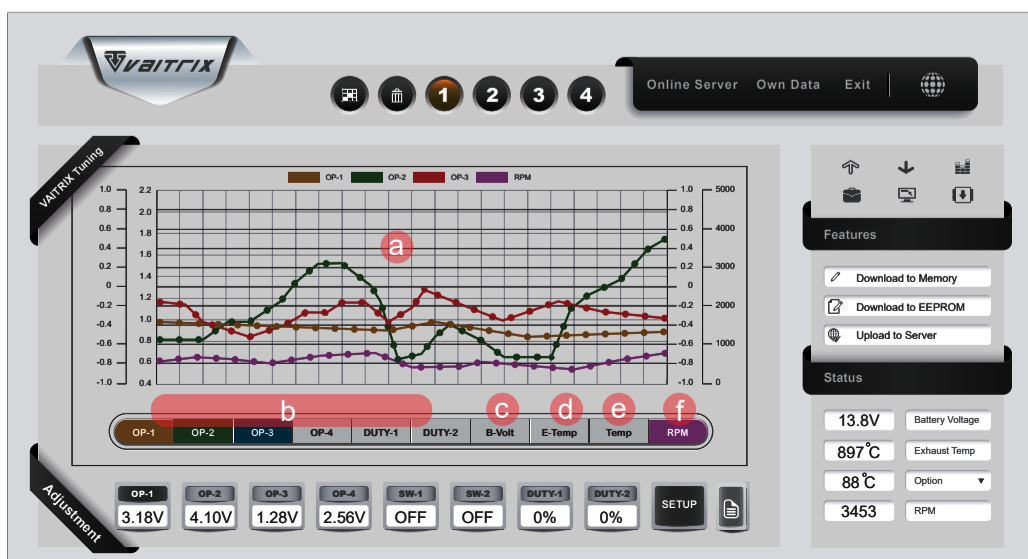 VAITRIX
1 2 3 4
Online Server Own Data Exit
VAITRIX Tuning
OP-1 OP-2 OP-3 RPM
1.0 2.2 1.0 5000
0.8 2.0 0.8
0.6 1.8 0.6 4000
0.4 1.6 0.4
0.2 1.4 0.2 3000
0 1.2 0
-0.2 1.0 -0.2 2000
-0.4 0.8 -0.4
-0.6 0.6 -0.6 1000
-0.8 0.4 -0.8
-1.0 -1.0 0
a
b c d e f
OP-1 OP-2 OP-3 OP-4 DUTY-1 DUTY-2 B-Volt E-Temp Temp RPM
Adjustment
OP-1 OP-2 OP-3 OP-4 SW-1 SW-2 DUTY-1 DUTY-2
3.18V 4.10V 1.28V 2.56V OFF OFF 0% 0%
SETUP
Features
Download to Memory
Download to EEPROM
Upload to Server
Status
13.8V Battery Voltage
897°C Exhaust Temp
88°C Option
3453 RPM